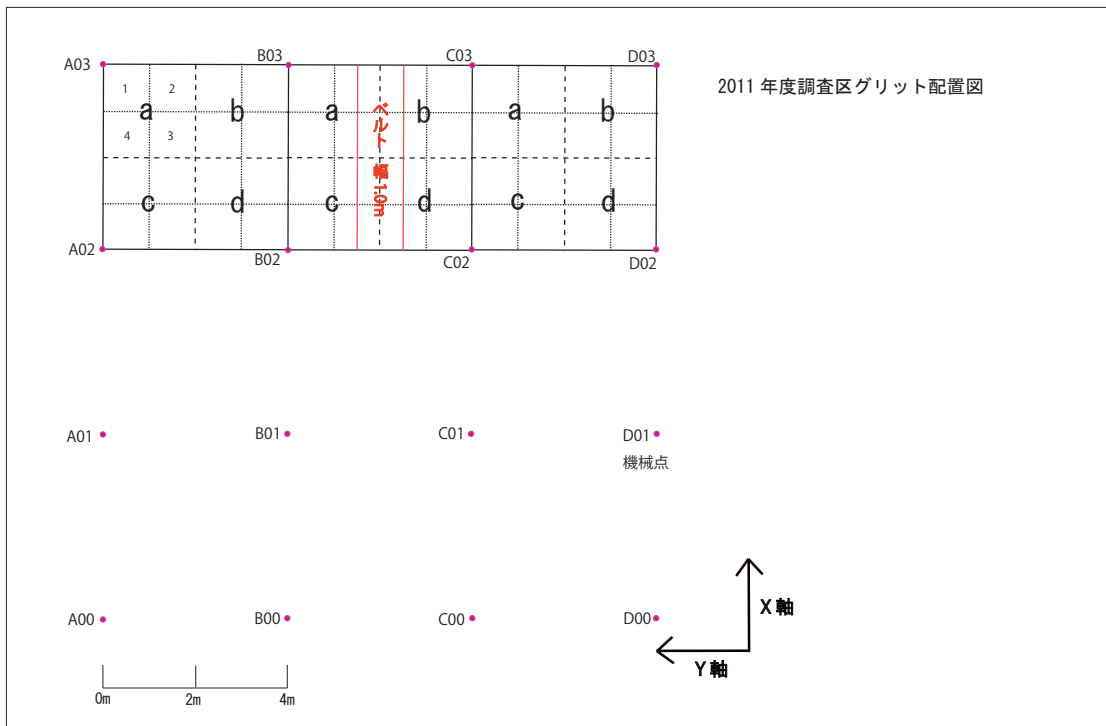 B03
C03
D03
A03
2011 年度調査区グリット配置図
1
2
a
b
a
b
a
b
4
3
ベルト 幅1.0m
c
d
c
d
c
d
A02
B02
C02
D02
A01
B01
C01
D01
機械点
A00
B00
C00
D00
X 軸
Y 軸
0m
2m
4m